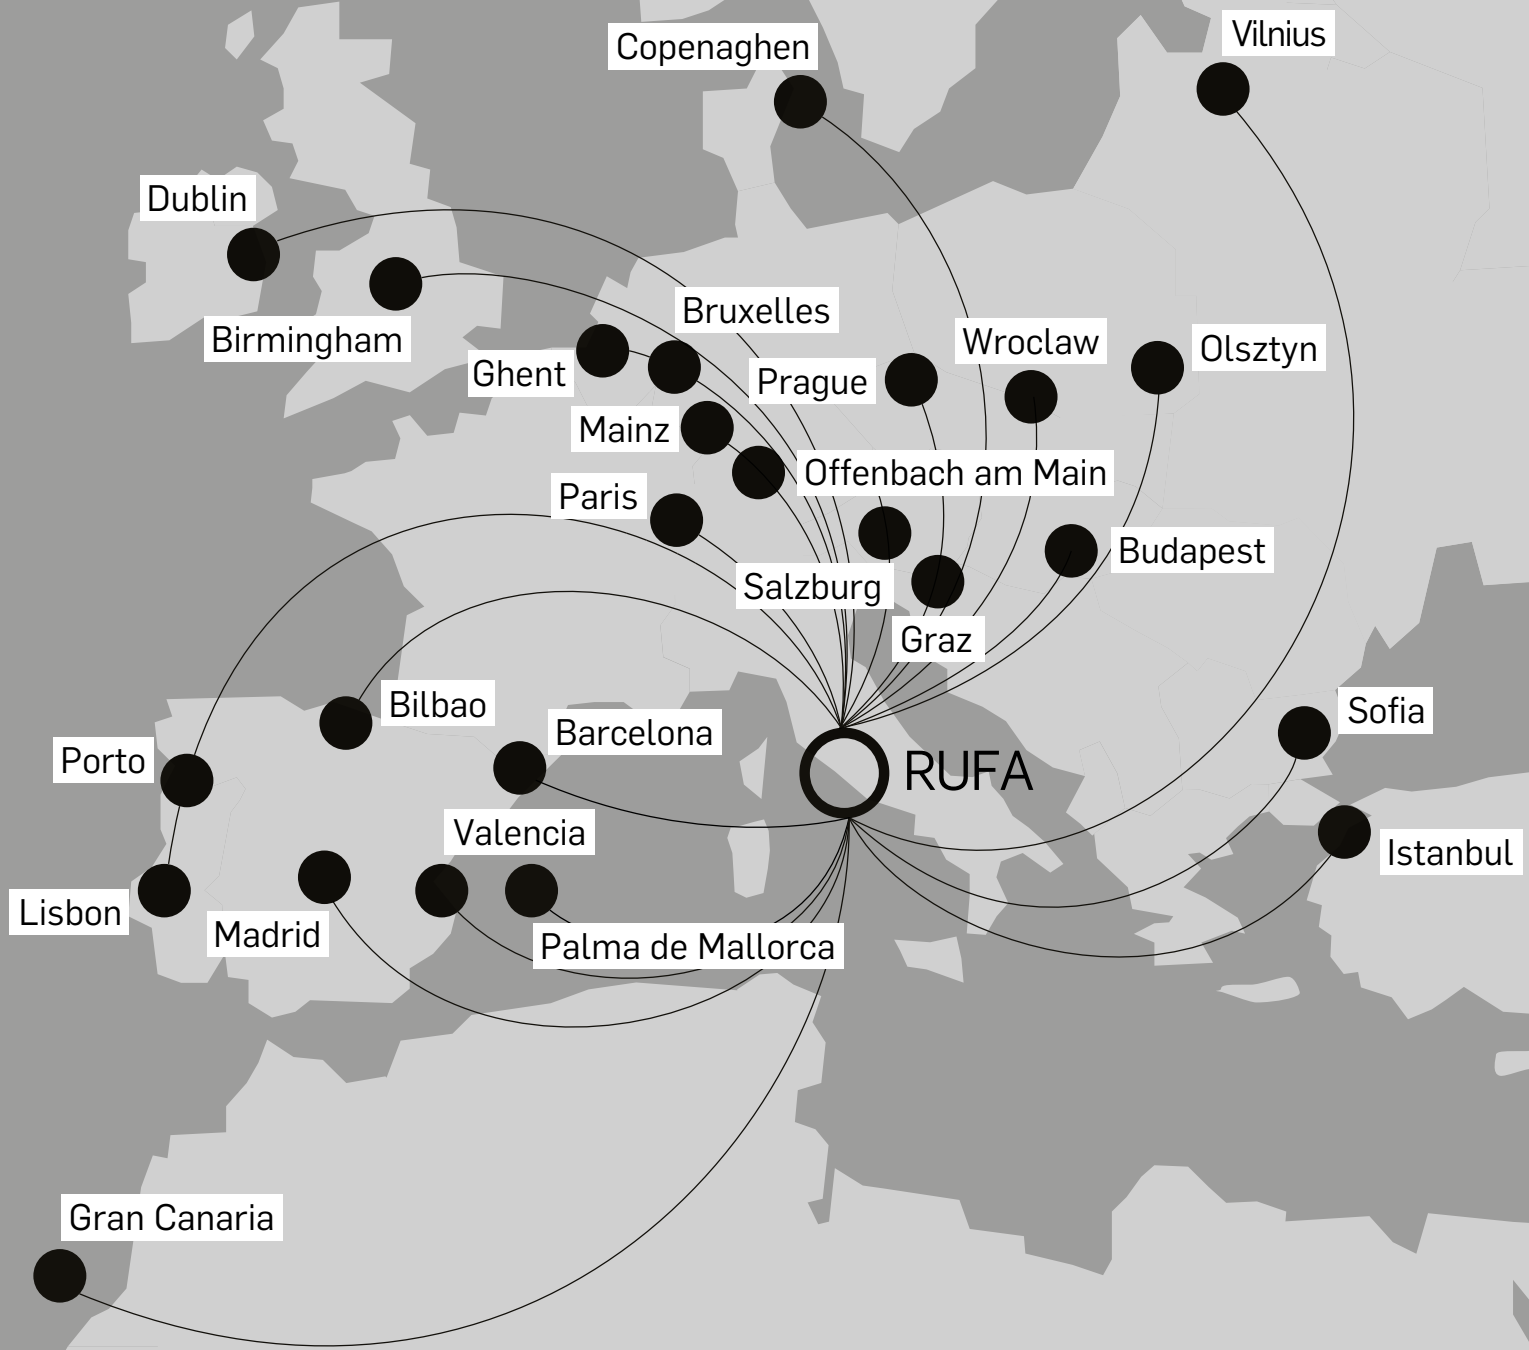 Vilnius
Copenaghen
Dublin
Bruxelles
Birmingham
Wroclaw
Olsztyn
Ghent
Prague
Mainz
Offenbach am Main
Paris
Budapest
Salzburg
Graz
Bilbao
Sofia
Barcelona
Porto
RUFA
Valencia
Istanbul
Lisbon
Madrid
Palma de Mallorca
Gran Canaria